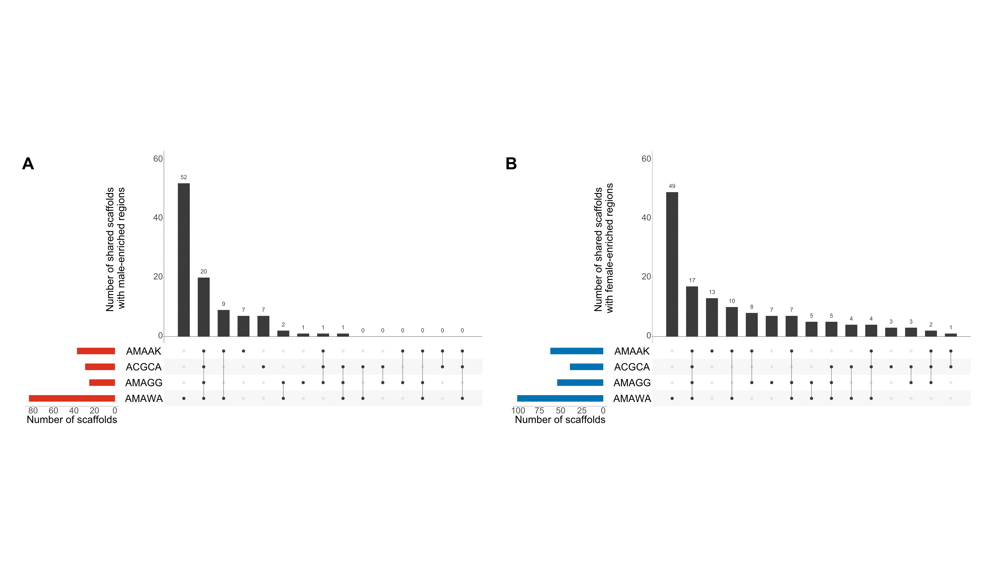 A
Number of shared scaffolds
with male-enriched regions
60
40
20
0
52
20
9
7
7
2
1
1
1
0
0
0
0
0
0
AMAAK
ACGCA
AMAGG
AMAWA
80 60 40 20 0
Number of scaffolds
B
Number of shared scaffolds
with female-enriched regions
60
40
20
0
49
17
13
10
8
7
7
5
5
4
4
3
3
2
1
AMAAK
ACGCA
AMAGG
AMAWA
100 75 50 25 0
Number of scaffolds